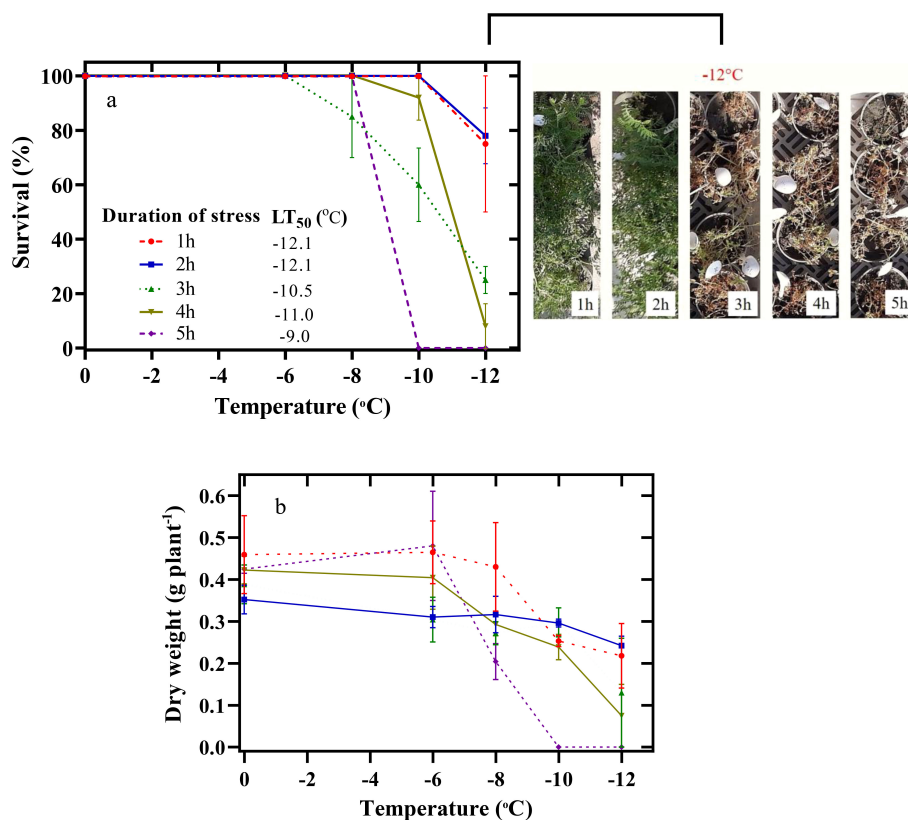 -12°C
a
Survival (%)
100
80
60
40
20
0
Duration of stress LT50 (°C)
1h -12.1
2h -12.1
3h -10.5
4h -11.0
5h -9.0
0 -2 -4 -6 -8 -10 -12
Temperature (°C)
1h 2h 3h 4h 5h
b
Dry weight (g plant-1)
0.6
0.5
0.4
0.3
0.2
0.1
0.0
0 -2 -4 -6 -8 -10 -12
Temperature (°C)